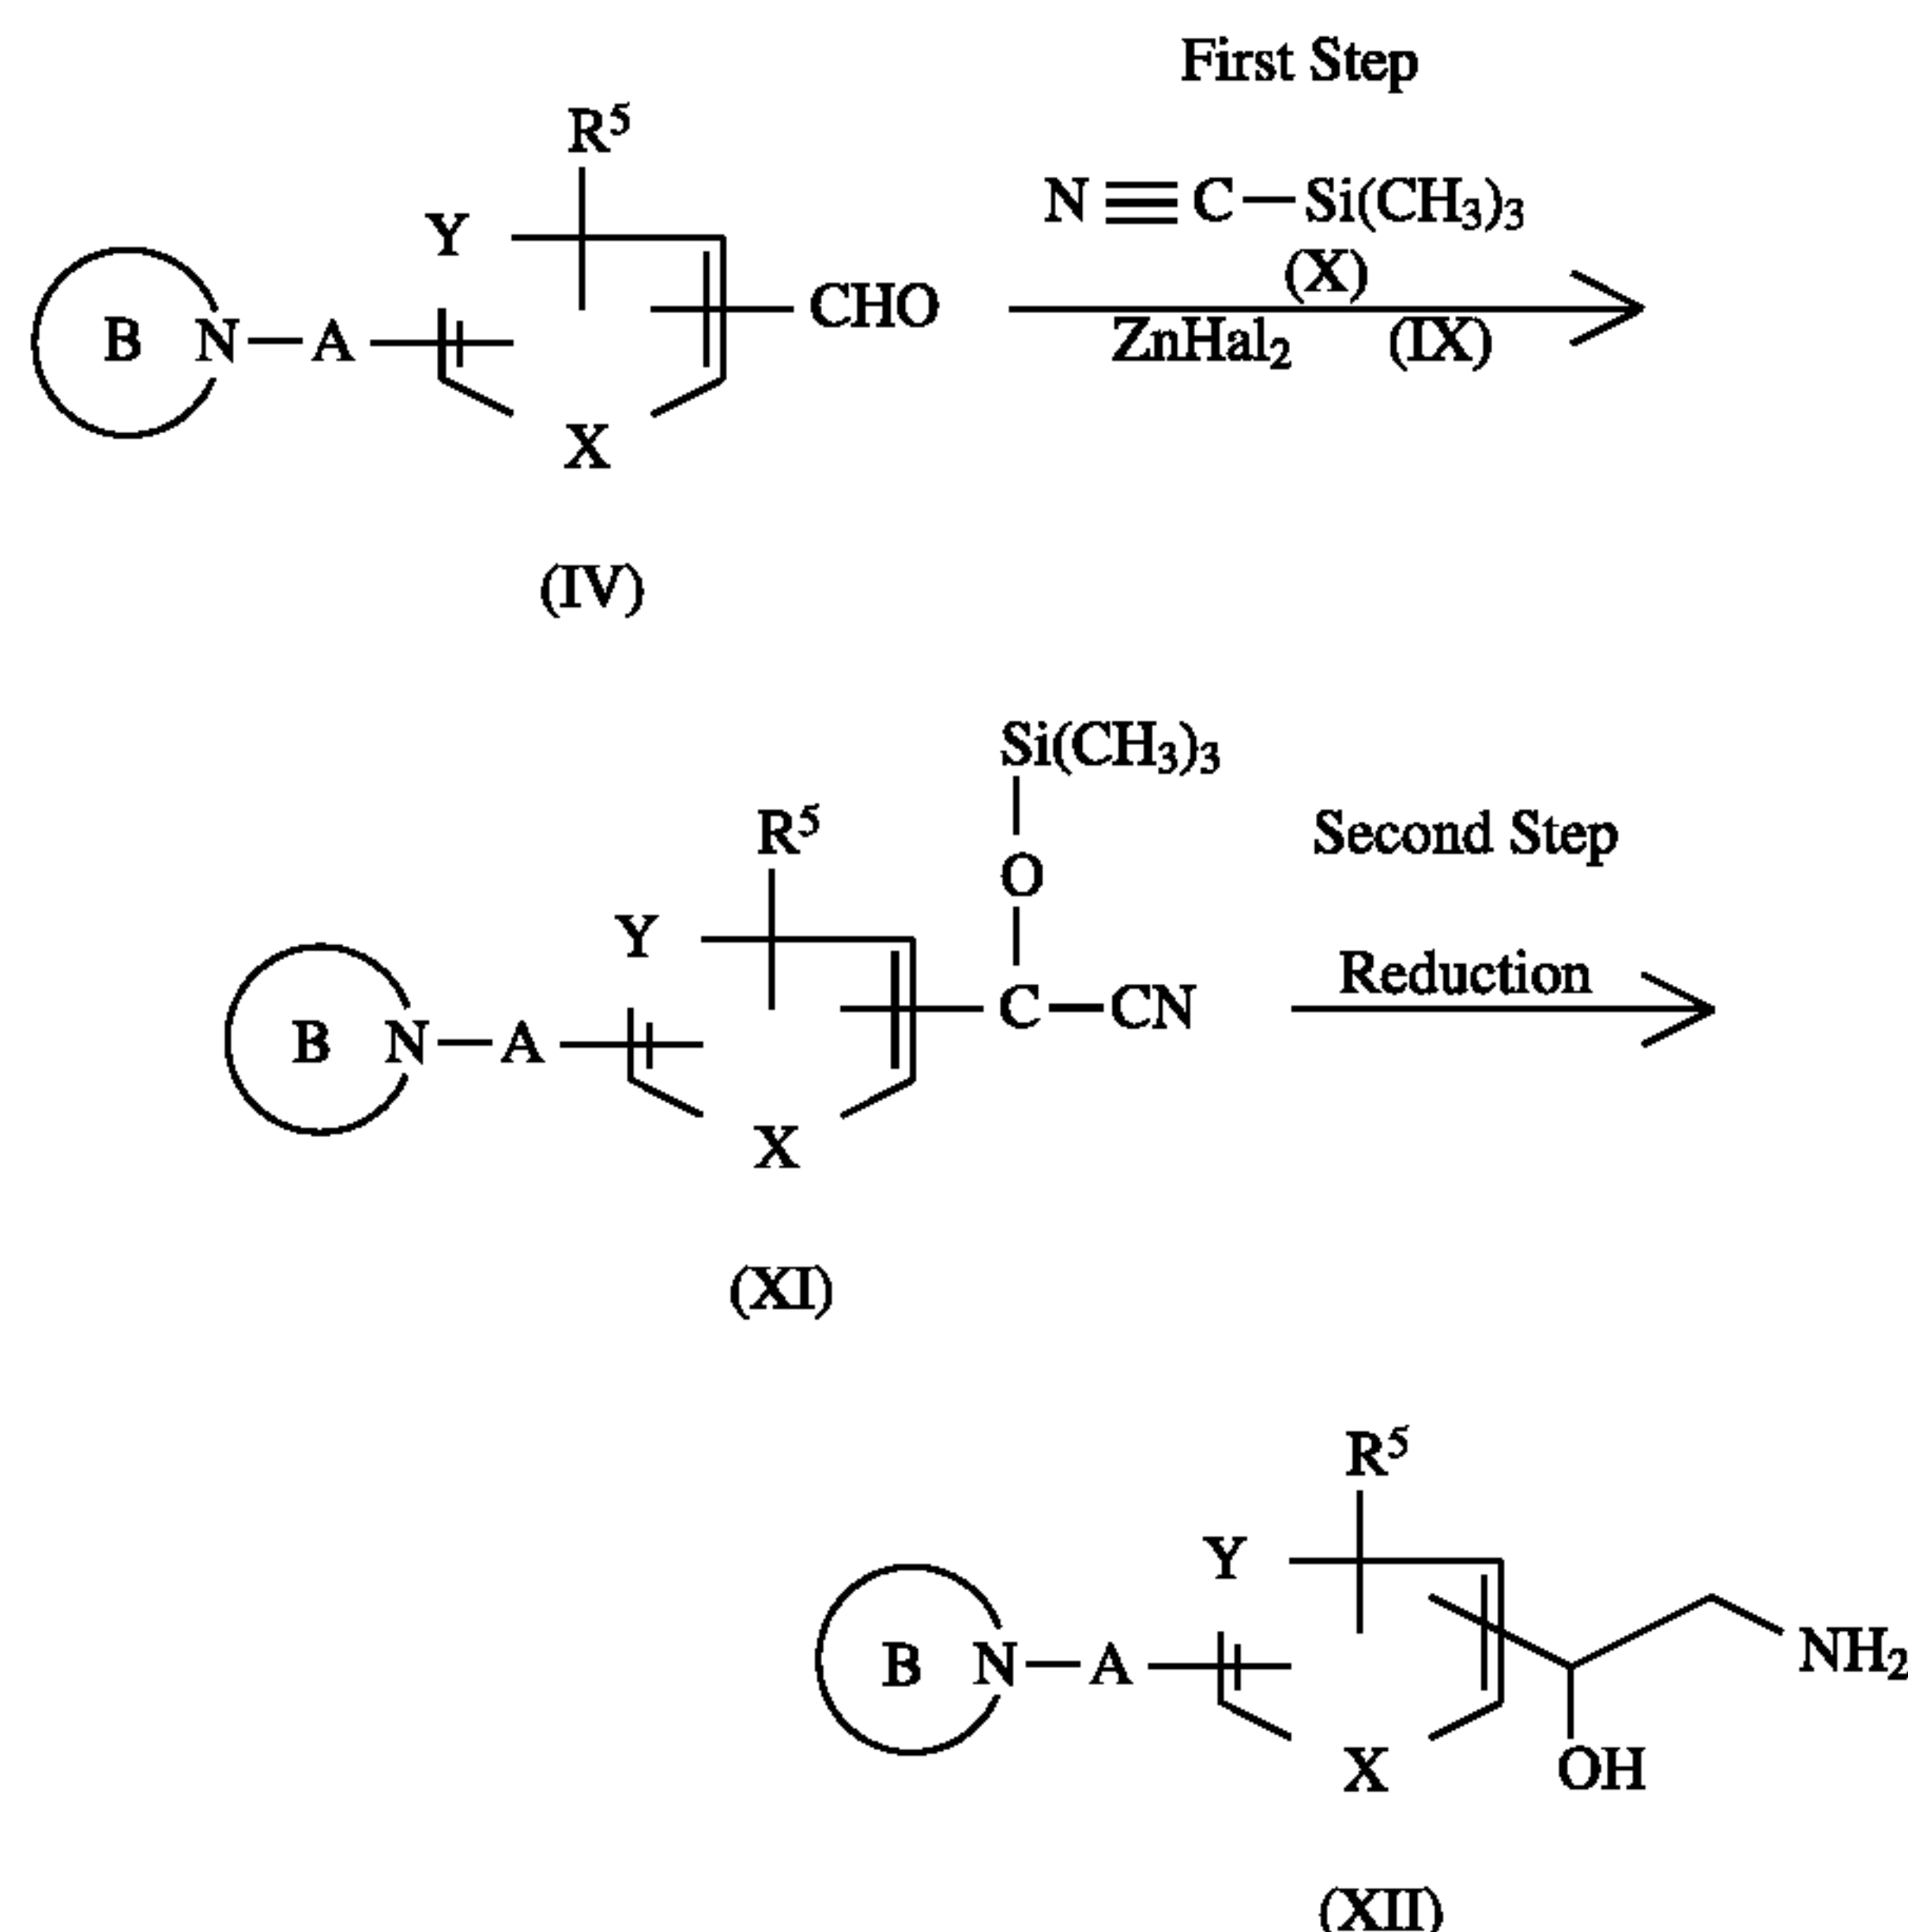 First Step
R⁵
N≡C—Si(CH₃)₃
Y
(X)
CHO
B N—A
ZnHal₂ (IX)
X
(IV)
Si(CH₃)₃
R⁵
Second Step
O
Y
Reduction
C—CN
B N—A
X
(XI)
R⁵
Y
B N—A
NH₂
X
OH
(XII)